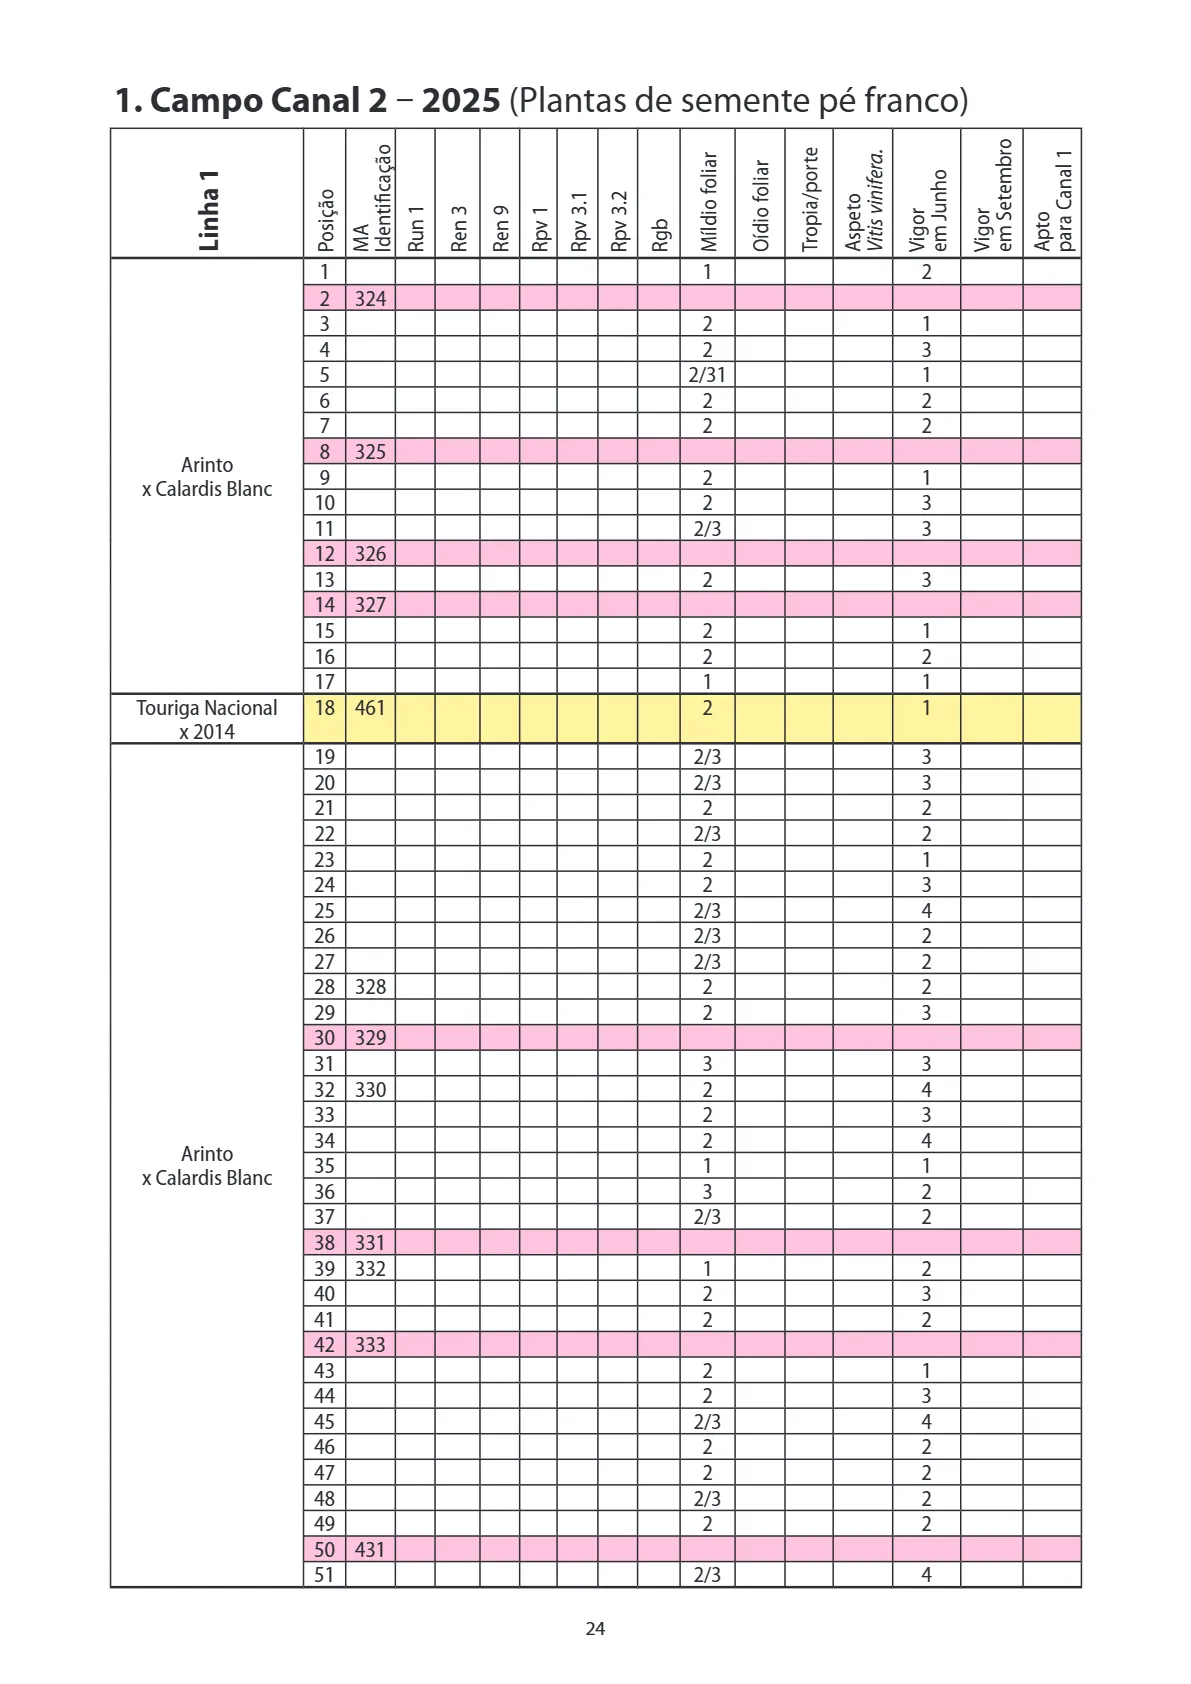 1. Campo Canal 2 – 2025 (Plantas de semente pé franco)
Linha 1
Posição
MA
Identificação
Run 1
Ren 3
Ren 9
Rpv 1
Rpv 3.1
Rpv 3.2
Rgb
Míldio foliar
Oídio foliar
Tropia/porte
Aspeto
Vitis vinifera.
Vigor
em Junho
Vigor
em Setembro
Apto
para Canal 1
Arinto
x Calardis Blanc
1 1 2
2 324
3 2 1
4 2 3
5 2/31 1
6 2 2
7 2 2
8 325
9 2 1
10 2 3
11 2/3 3
12 326
13 2 3
14 327
15 2 1
16 2 2
17 1 1
Touriga Nacional
x 2014
18 461 2 1
Arinto
x Calardis Blanc
19 2/3 3
20 2/3 3
21 2 2
22 2/3 2
23 2 1
24 2 3
25 2/3 4
26 2/3 2
27 2/3 2
28 328 2 2
29 2 3
30 329
31 3 3
32 330 2 4
33 2 3
34 2 4
35 1 1
36 3 2
37 2/3 2
38 331
39 332 1 2
40 2 3
41 2 2
42 333
43 2 1
44 2 3
45 2/3 4
46 2 2
47 2 2
48 2/3 2
49 2 2
50 431
51 2/3 4
24